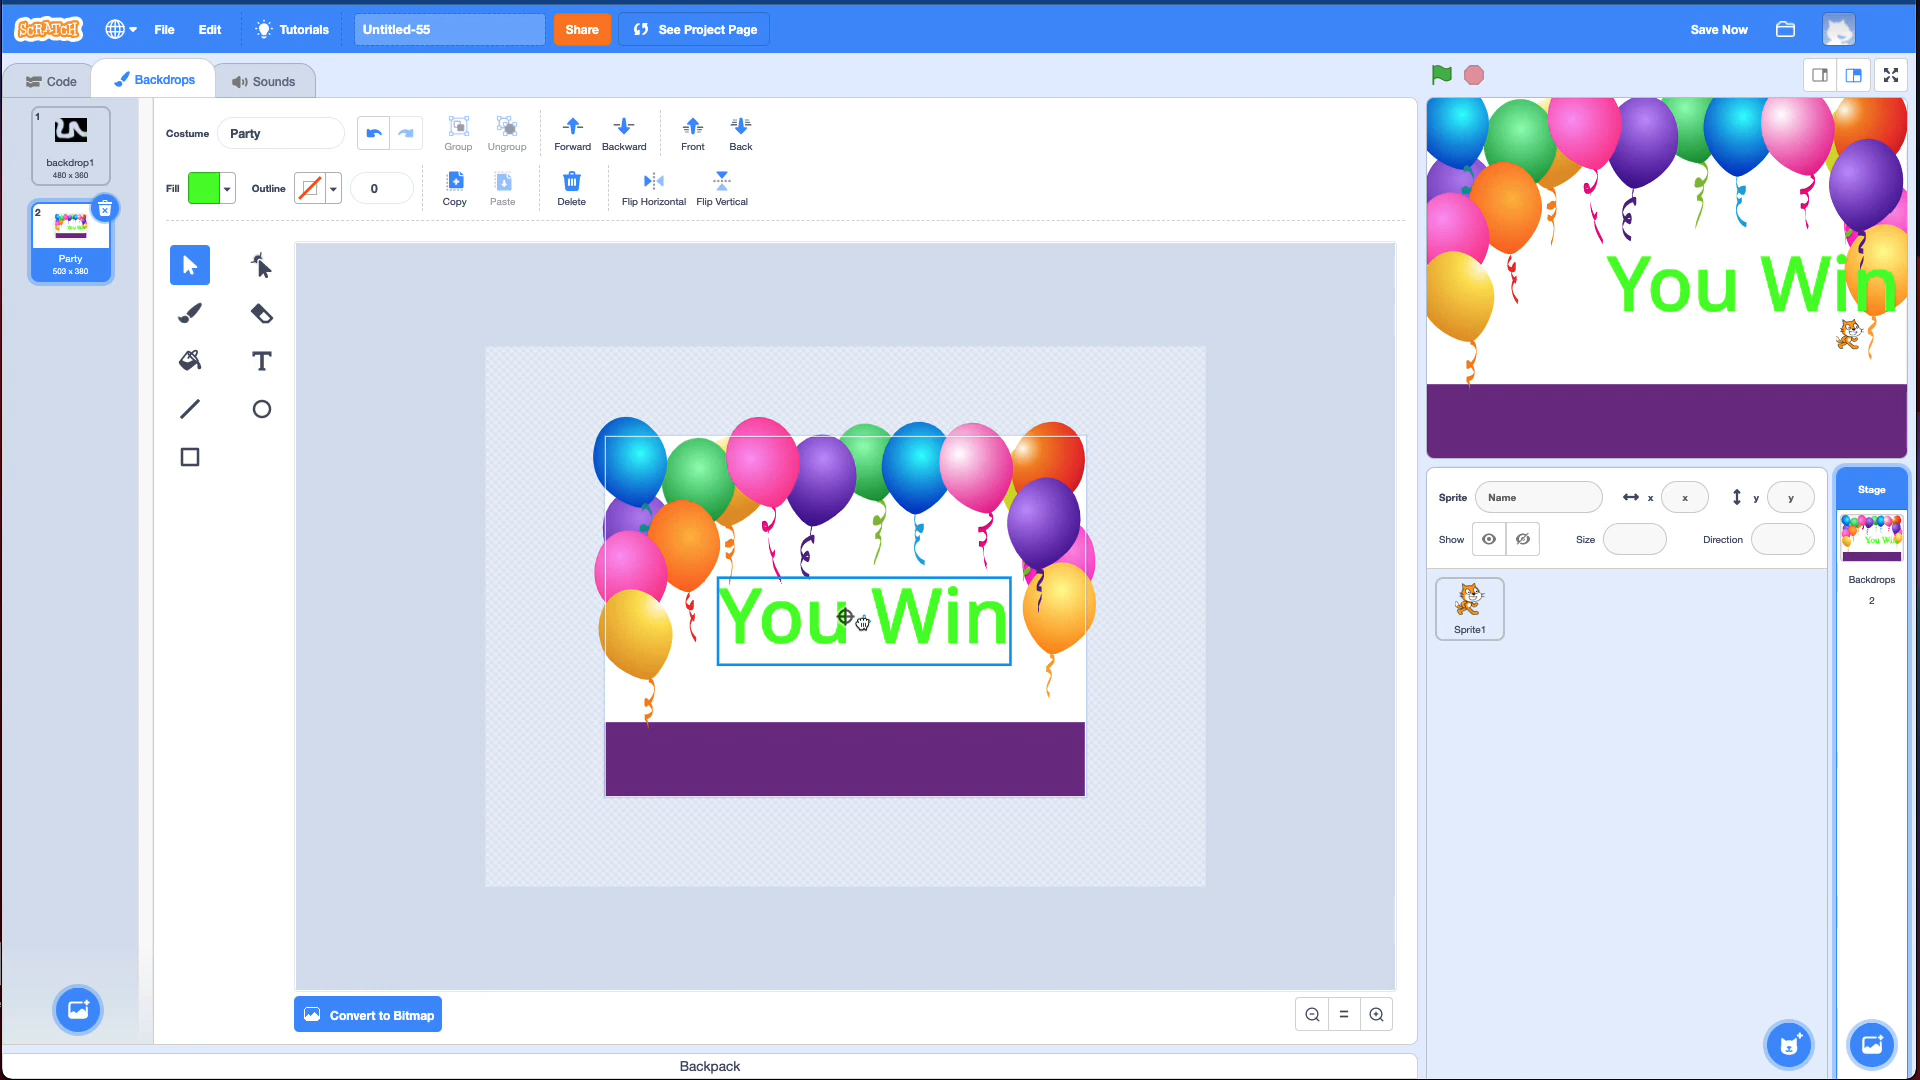 SCRATCH
File
Edit
Tutorials
Untitled-55
Share
See Project Page
Save Now
Code
Backdrops
Sounds
1
backdrop1
480 x 360
2
Party
503 x 380
Costume
Party
Group
Ungroup
Forward
Backward
Front
Back
Fill
Outline
0
Copy
Paste
Delete
Flip Horizontal
Flip Vertical
You Win
Convert to Bitmap
Backpack
You Win
Sprite
Name
x
x
y
y
Show
Size
Direction
Sprite1
Stage
You Win
Backdrops
2